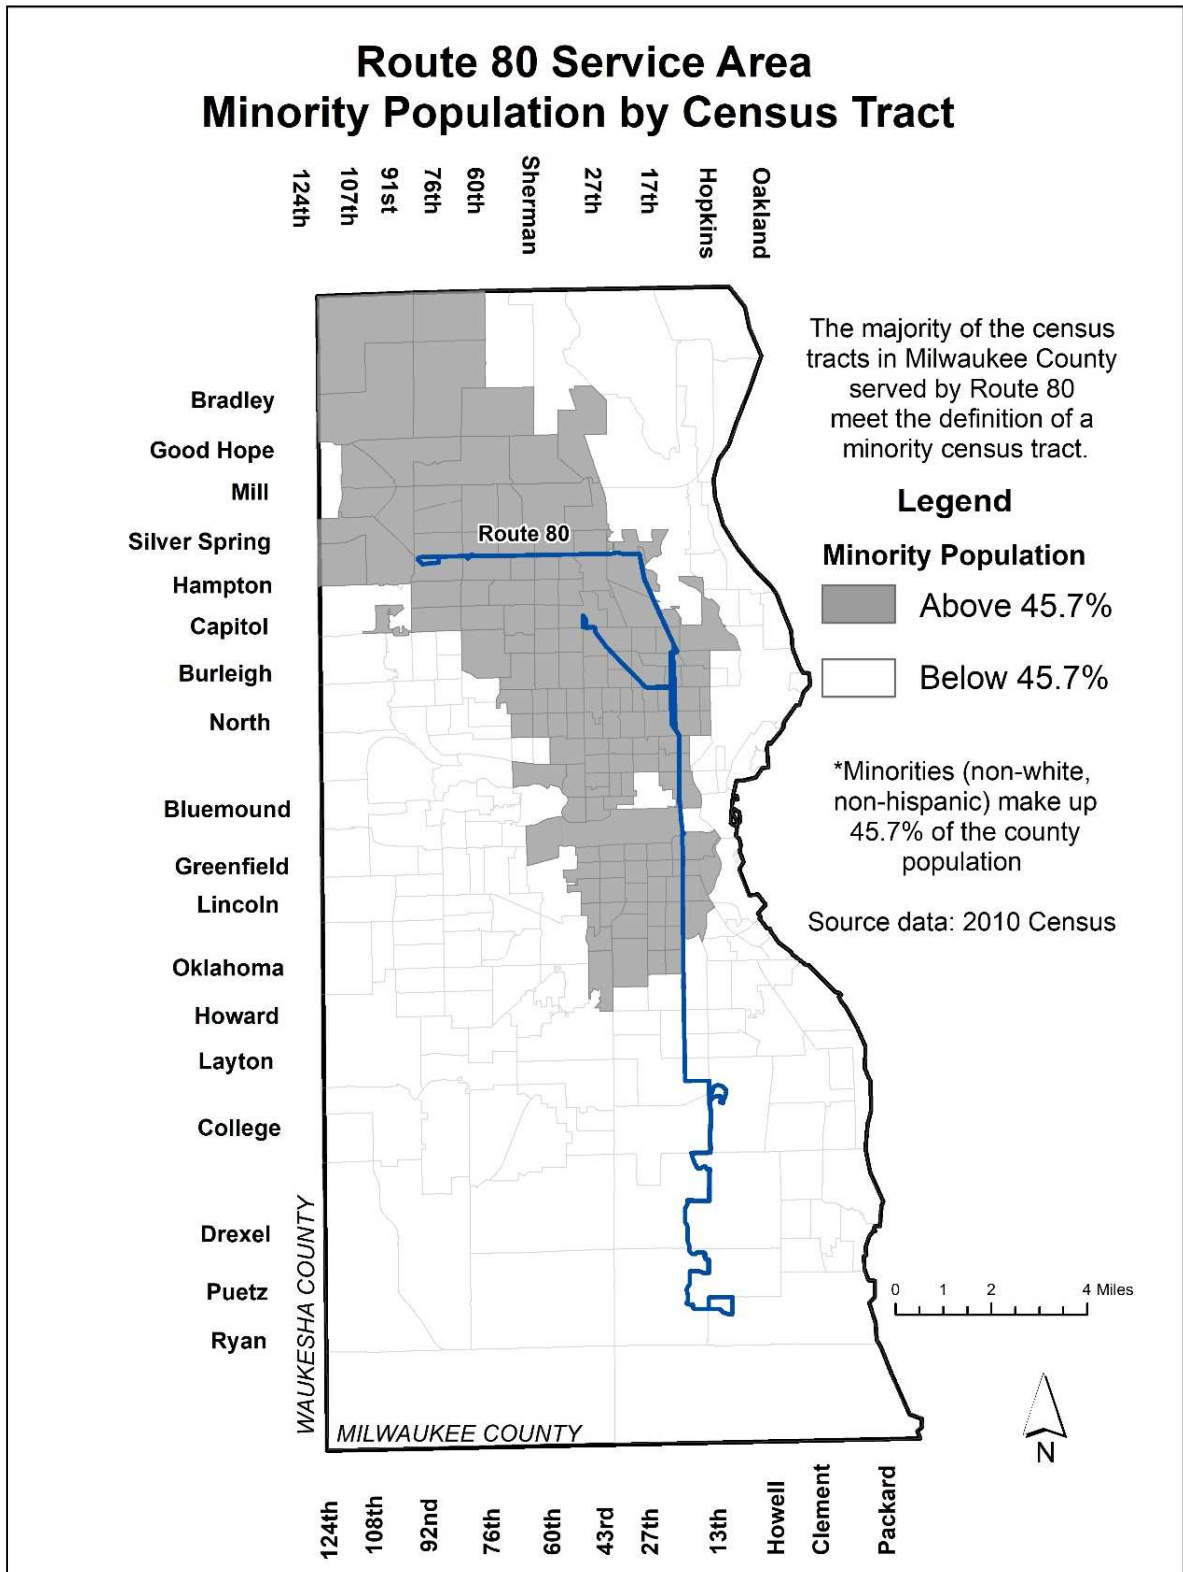 Route 80 Service Area
Minority Population by Census Tract
124th
107th
91st
76th
60th
Sherman
27th
17th
Hopkins
Oakland
The majority of the census
tracts in Milwaukee County
served by Route 80
meet the definition of a
minority census tract.
Bradley
Good Hope
Mill
Silver Spring
Hampton
Capitol
Burleigh
North
Bluemound
Greenfield
Lincoln
Oklahoma
Howard
Layton
College
Drexel
Puetz
Ryan
Route 80
Legend
Minority Population
Above 45.7%
Below 45.7%
*Minorities (non-white,
non-hispanic) make up
45.7% of the county
population
Source data: 2010 Census
0 1 2 4 Miles
N
WAUKESHA COUNTY
MILWAUKEE COUNTY
124th
108th
92nd
76th
60th
43rd
27th
13th
Howell
Clement
Packard